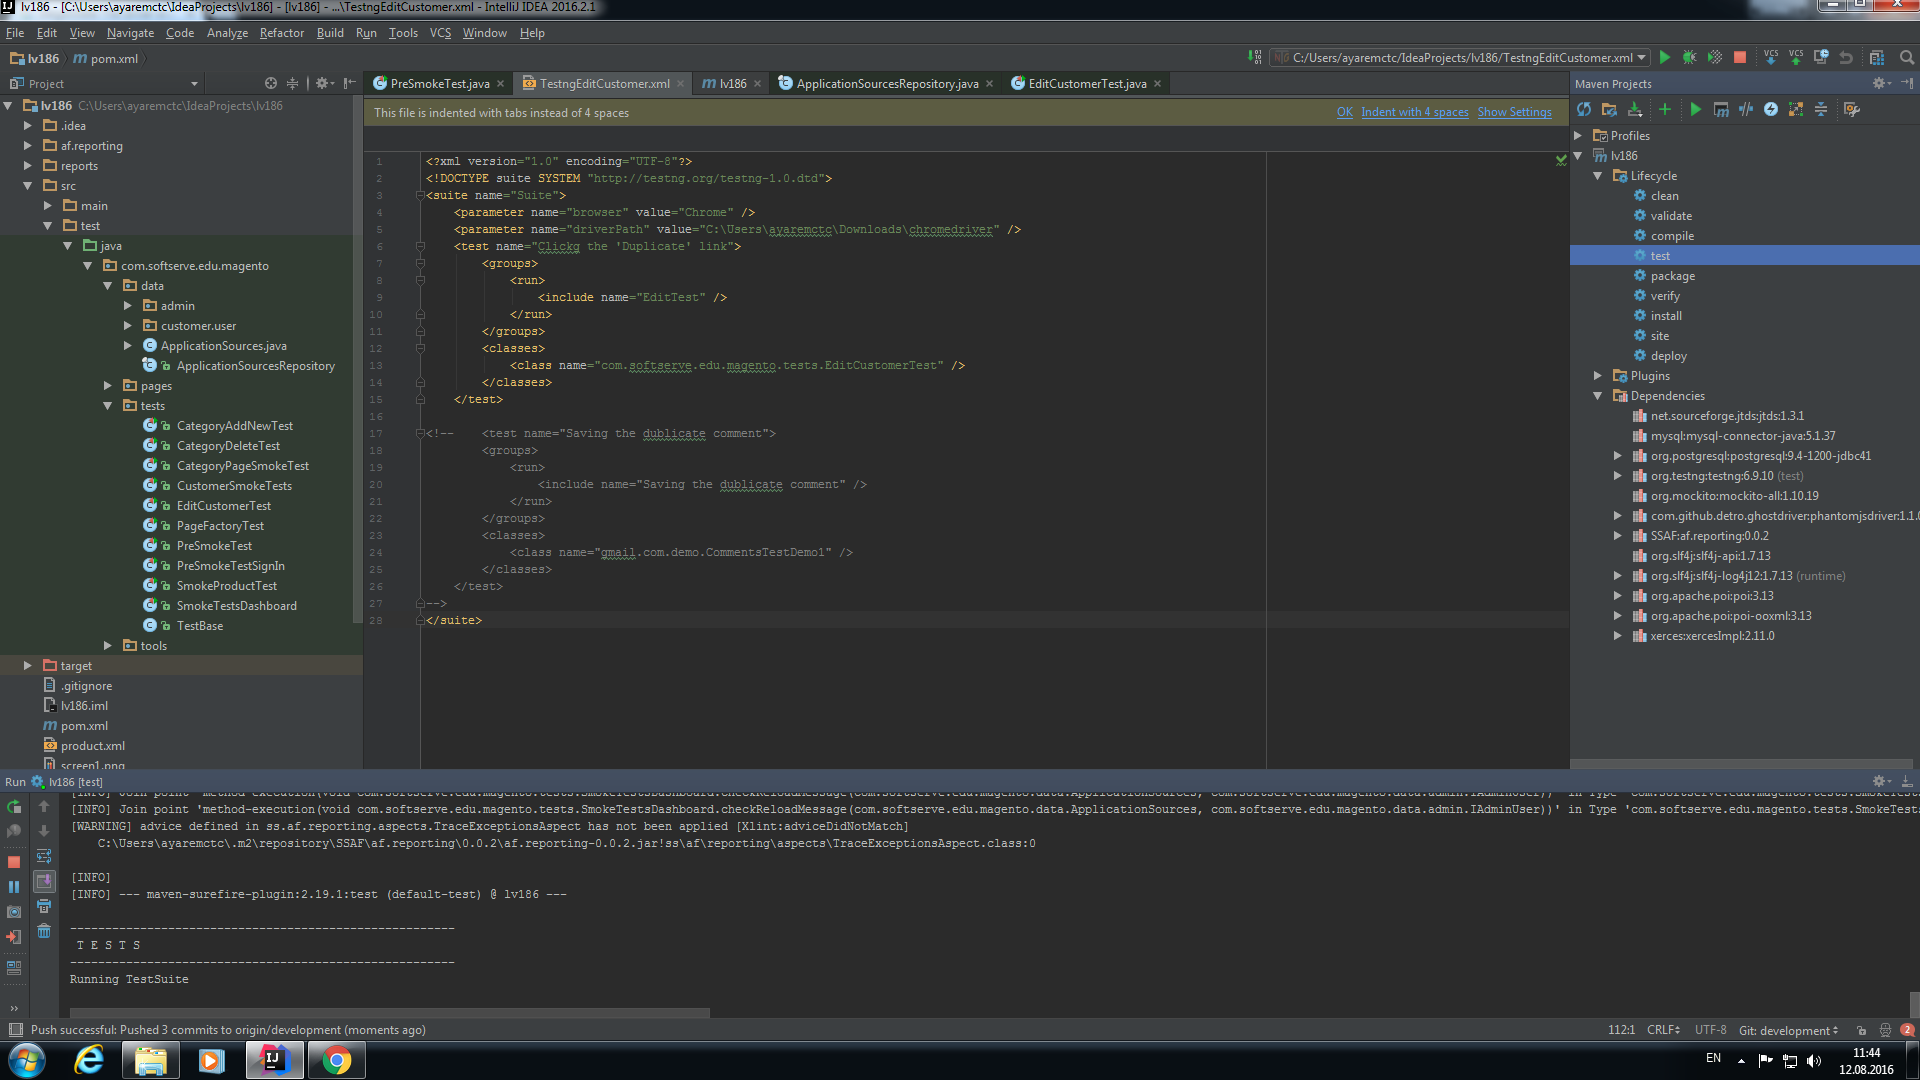 lv186 - [C:\Users\ayaremctc\IdeaProjects\lv186] - [lv186] - ...\TestngEditCustomer.xml - IntelliJ IDEA 2016.2.1
File Edit View Navigate Code Analyze Refactor Build Run Tools VCS Window Help
lv186 pom.xml
C:/Users/ayaremctc/IdeaProjects/lv186/TestngEditCustomer.xml
VCS VCS
Project
PreSmokeTest.java TestngEditCustomer.xml lv186 ApplicationSourcesRepository.java EditCustomerTest.java
Maven Projects
This file is indented with tabs instead of 4 spaces
OK Indent with 4 spaces Show Settings
lv186 C:\Users\ayaremctc\IdeaProjects\lv186
.idea
af.reporting
reports
src
main
test
java
com.softserve.edu.magento
data
admin
customer.user
ApplicationSources.java
ApplicationSourcesRepository
pages
tests
CategoryAddNewTest
CategoryDeleteTest
CategoryPageSmokeTest
CustomerSmokeTests
EditCustomerTest
PageFactoryTest
PreSmokeTest
PreSmokeTestSignIn
SmokeProductTest
SmokeTestsDashboard
TestBase
tools
target
.gitignore
lv186.iml
pom.xml
product.xml
screen1.png
1 <?xml version="1.0" encoding="UTF-8"?>
2 <!DOCTYPE suite SYSTEM "http://testng.org/testng-1.0.dtd">
3 <suite name="Suite">
4 <parameter name="browser" value="Chrome" />
5 <parameter name="driverPath" value="C:\Users\ayaremctc\Downloads\chromedriver" />
6 <test name="Clickg the 'Duplicate' link">
7 <groups>
8 <run>
9 <include name="EditTest" />
10 </run>
11 </groups>
12 <classes>
13 <class name="com.softserve.edu.magento.tests.EditCustomerTest" />
14 </classes>
15 </test>
16
17 <!-- <test name="Saving the dublicate comment">
18 <groups>
19 <run>
20 <include name="Saving the dublicate comment" />
21 </run>
22 </groups>
23 <classes>
24 <class name="gmail.com.demo.CommentsTestDemo1" />
25 </classes>
26 </test>
27 -->
28 </suite>
Profiles
lv186
Lifecycle
clean
validate
compile
test
package
verify
install
site
deploy
Plugins
Dependencies
net.sourceforge.jtds:jtds:1.3.1
mysql:mysql-connector-java:5.1.37
org.postgresql:postgresql:9.4-1200-jdbc41
org.testng:testng:6.9.10 (test)
org.mockito:mockito-all:1.10.19
com.github.detro.ghostdriver:phantomjsdriver:1.1.0
SSAF:af.reporting:0.0.2
org.slf4j:slf4j-api:1.7.13
org.slf4j:slf4j-log4j12:1.7.13 (runtime)
org.apache.poi:poi:3.13
org.apache.poi:poi-ooxml:3.13
xerces:xercesImpl:2.11.0
Run lv186 [test]
[INFO] Join point 'method-execution(void com.softserve.edu.magento.tests.SmokeTestsDashboard.checkReloadMessage(com.softserve.edu.magento.data.ApplicationSources, com.softserve.edu.magento.data.admin.IAdminUser))' in Type 'com.softserve.edu.magento.tests.SmokeTests
[WARNING] advice defined in ss.af.reporting.aspects.TraceExceptionsAspect has not been applied [Xlint:adviceDidNotMatch]
C:\Users\ayaremctc\.m2\repository\SSAF\af.reporting\0.0.2\af.reporting-0.0.2.jar!ss\af\reporting\aspects\TraceExceptionsAspect.class:0
[INFO]
[INFO] --- maven-surefire-plugin:2.19.1:test (default-test) @ lv186 ---
-------------------------------------------------------
T E S T S
-------------------------------------------------------
Running TestSuite
Push successful: Pushed 3 commits to origin/development (moments ago)
112:1 CRLF UTF-8 Git: development 2
EN
11:44
12.08.2016